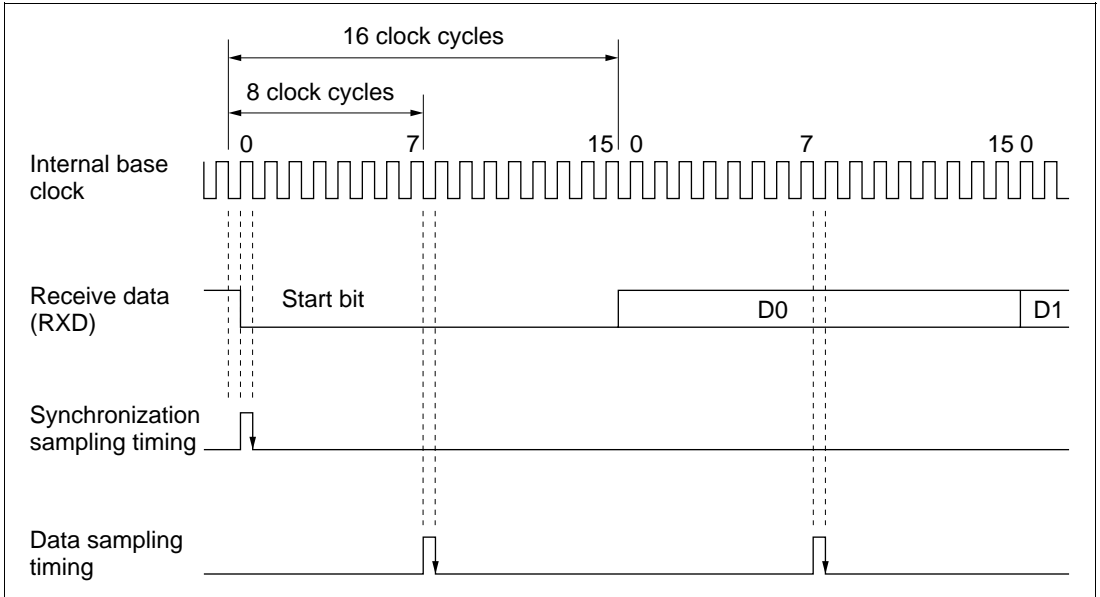 16 clock cycles
8 clock cycles
0 7 15 0 7 15 0
Internal base
clock
Receive data
(RXD)
Start bit
D0
D1
Synchronization
sampling timing
Data sampling
timing